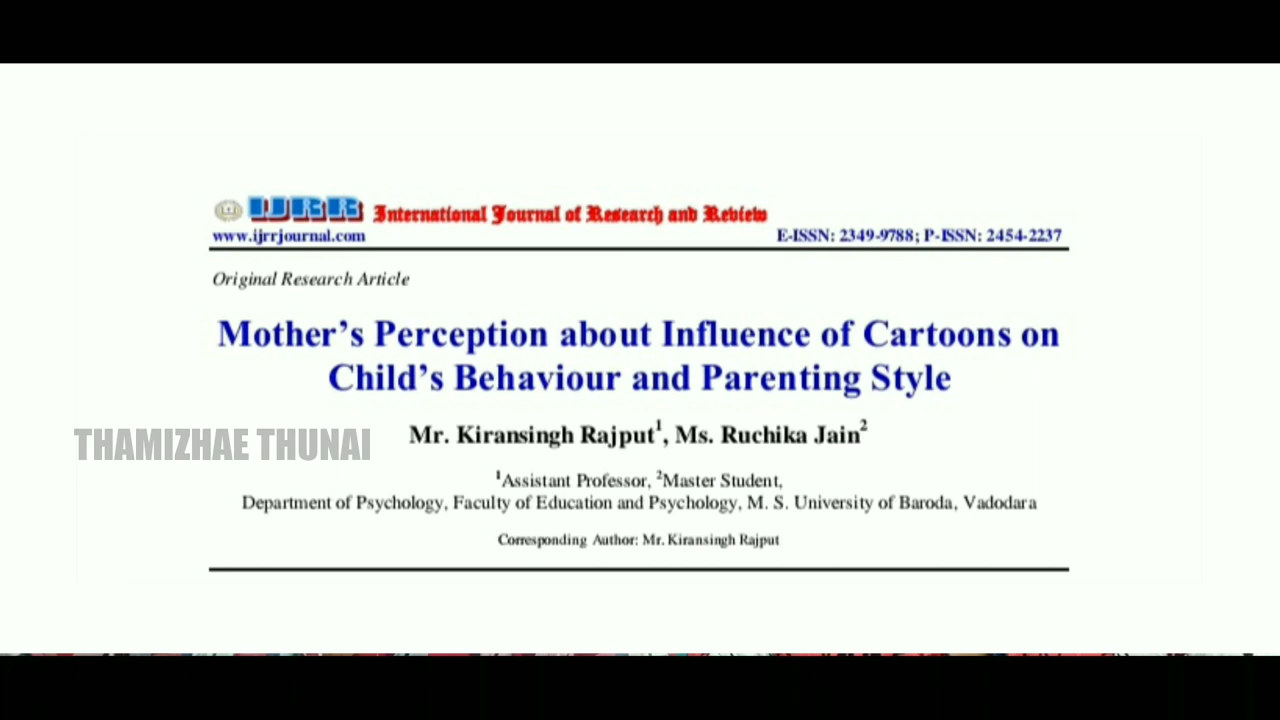 IJRR International Journal of Research and Review
www.ijrrjournal.com E-ISSN: 2349-9788; P-ISSN: 2454-2237
Original Research Article
Mother's Perception about Influence of Cartoons on
Child's Behaviour and Parenting Style
THAMIZHAE THUNAI
Mr. Kiransingh Rajput¹, Ms. Ruchika Jain²
¹Assistant Professor, ²Master Student,
Department of Psychology, Faculty of Education and Psychology, M. S. University of Baroda, Vadodara
Corresponding Author: Mr. Kiransingh Rajput